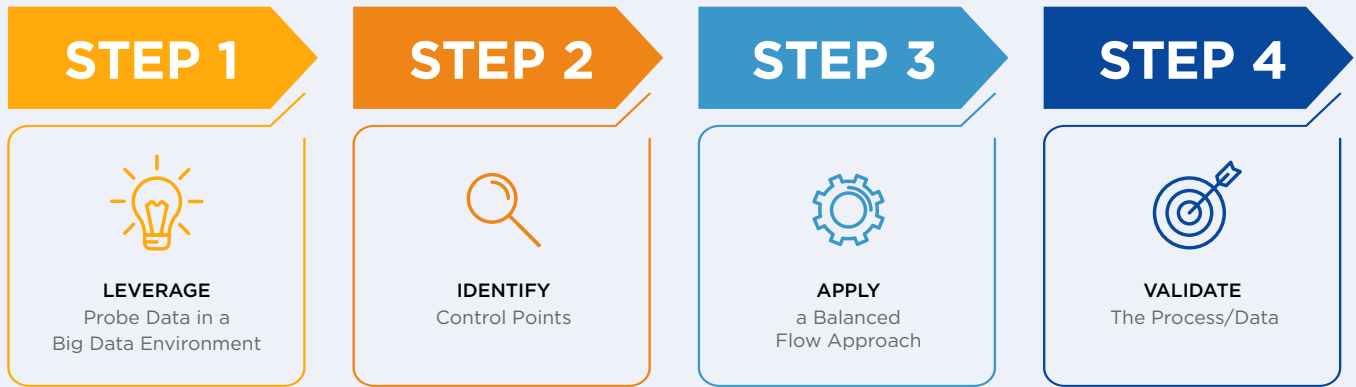 STEP 1
STEP 2
STEP 3
STEP 4
LEVERAGE
Probe Data in a
Big Data Environment
IDENTIFY
Control Points
APPLY
a Balanced
Flow Approach
VALIDATE
The Process/Data